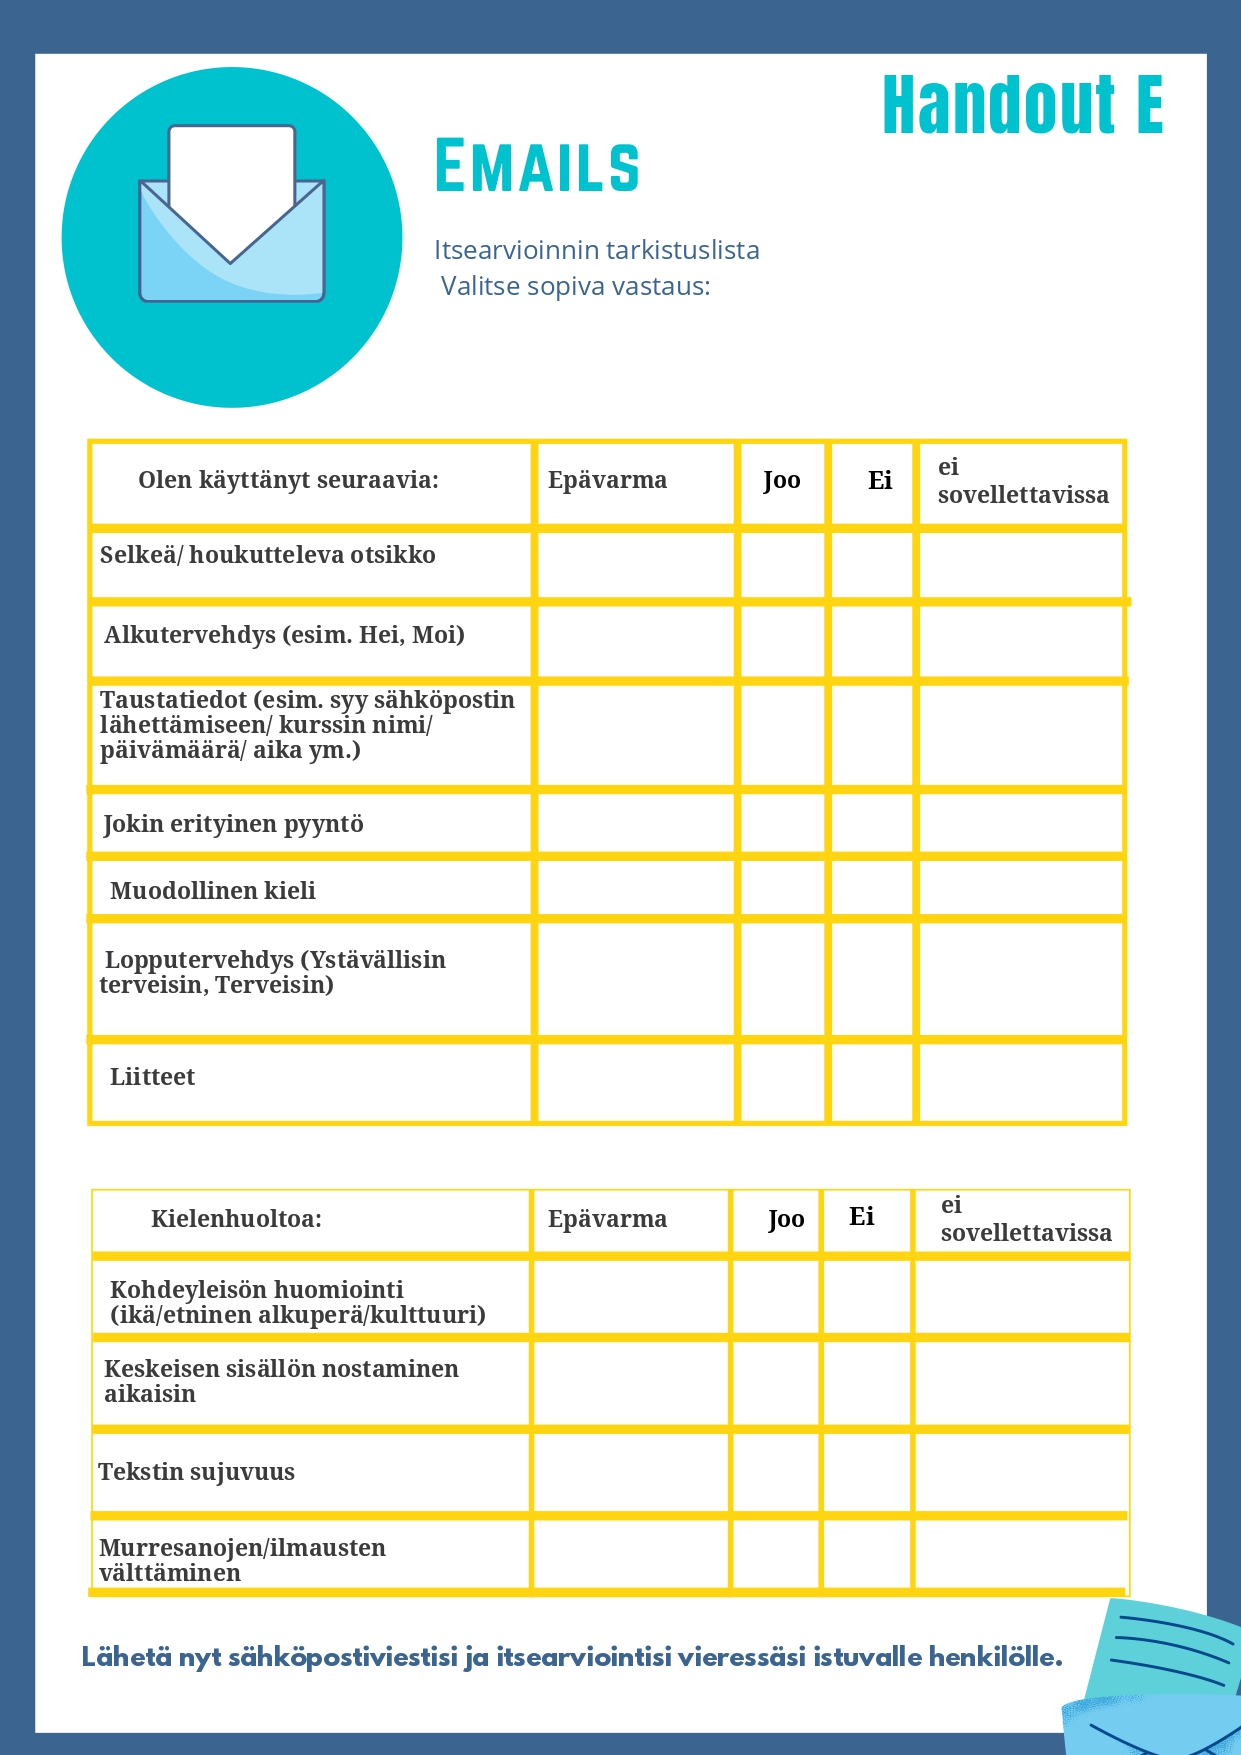 Handout E
Emails
Itsearvioinnin tarkistuslista
Valitse sopiva vastaus:
Olen käyttänyt seuraavia: Epävarma Joo Ei ei
sovellettavissa
Selkeä/ houkutteleva otsikko
Alkutervehdys (esim. Hei, Moi)
Taustatiedot (esim. syy sähköpostin
lähettämiseen/ kurssin nimi/
päivämäärä/ aika ym.)
Jokin erityinen pyyntö
Muodollinen kieli
Lopputervehdys (Ystävällisin
terveisin, Terveisin)
Liitteet
Kielenhuoltoa: Epävarma Joo Ei ei
sovellettavissa
Kohdeyleisön huomiointi
(ikä/etninen alkuperä/kulttuuri)
Keskeisen sisällön nostaminen
aikaisin
Tekstin sujuvuus
Murresanojen/ilmausten
välttäminen
Lähetä nyt sähköpostiviestisi ja itsearviointisi vieressäsi istuvalle henkilölle.